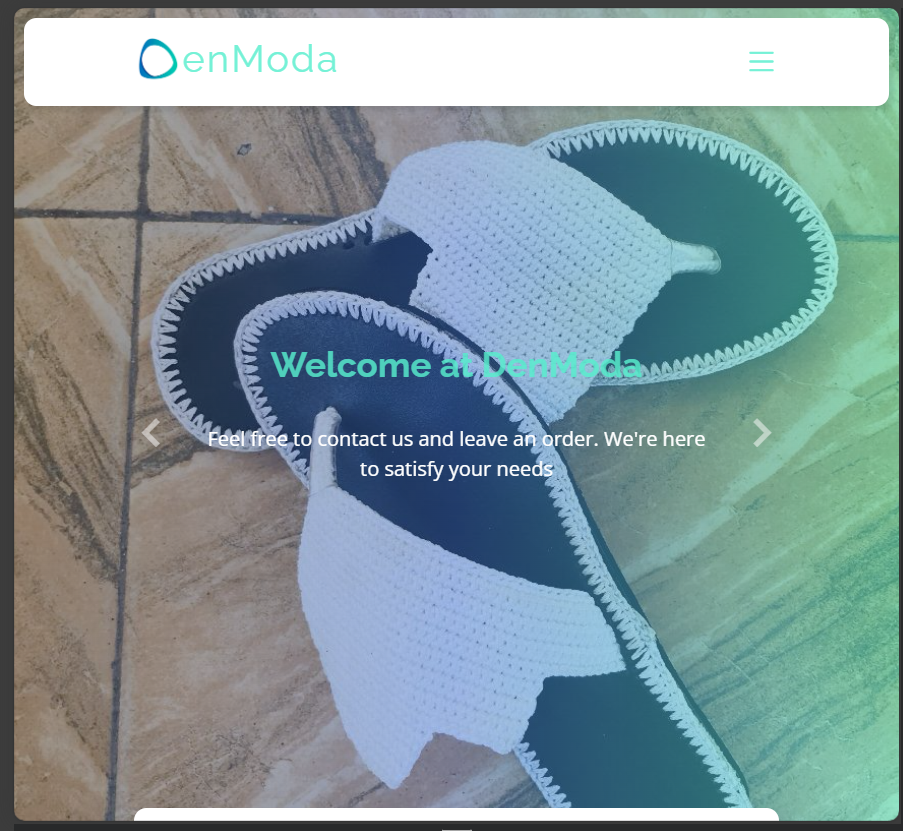 DenModa
Welcome at DenModa
Feel free to contact us and leave an order. We're here
to satisfy your needs